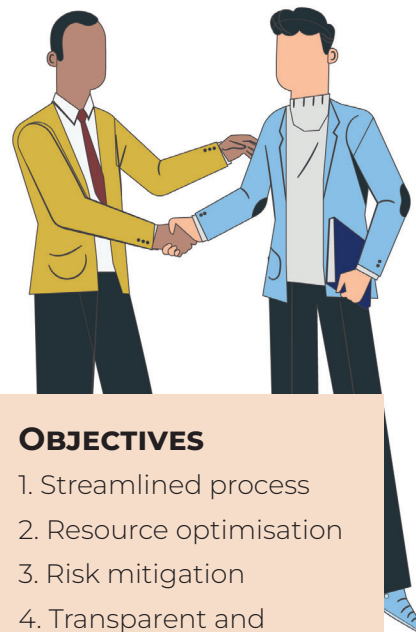 OBJECTIVES
1. Streamlined process
2. Resource optimisation
3. Risk mitigation
4. Transparent and